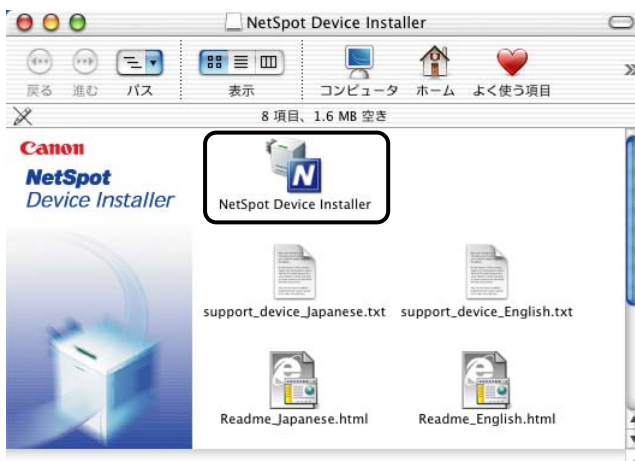 NetSpot Device Installer
戻る 進む パス 表示 コンピュータ ホーム よく使う項目
8 項目、1.6 MB 空き
Canon
NetSpot
Device Installer
NetSpot Device Installer
support_device_Japanese.txt support_device_English.txt
Readme_Japanese.html Readme_English.html